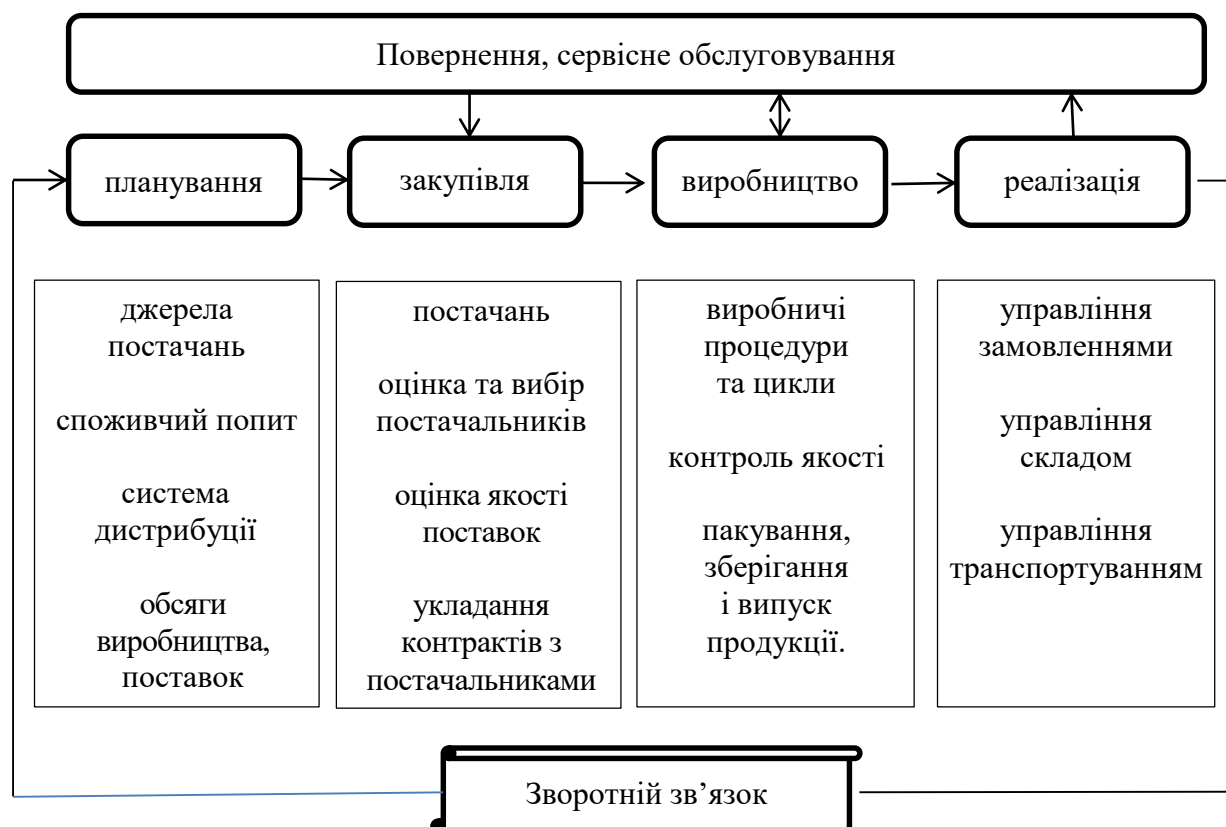 Повернення, сервісне обслуговування
планування
закупівля
виробництво
реалізація
джерела
постачань
споживчий попит
система
дистрибуції
обсяги
виробництва,
поставок
постачань
оцінка та вибір
постачальників
оцінка якості
поставок
укладання
контрактів з
постачальниками
виробничі
процедури
та цикли
контроль якості
пакування,
зберігання
і випуск
продукції.
управління
замовленнями
управління
складом
управління
транспортуванням
Зворотній зв’язок